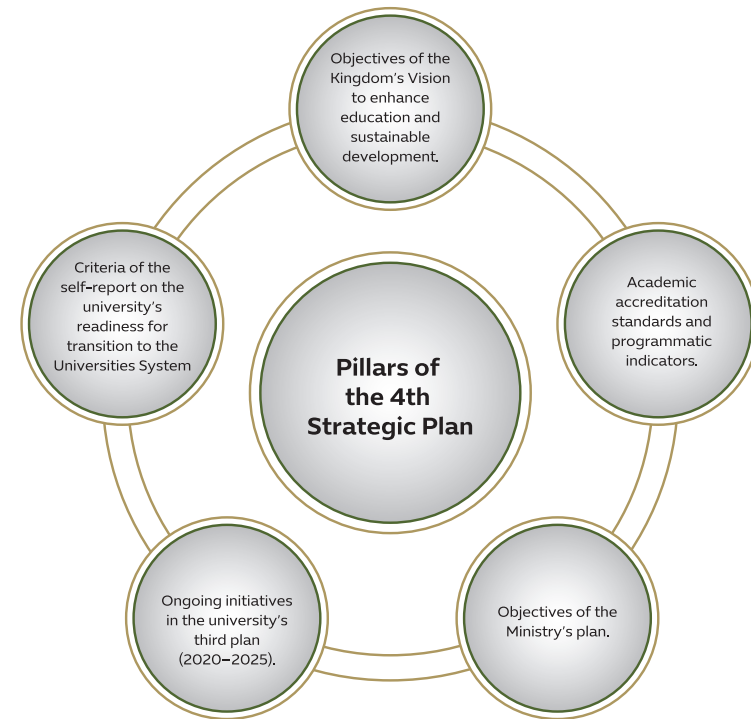 Objectives of the
Kingdom's Vision
to enhance
education and
sustainable
development.
Academic
accreditation
standards and
programmatic
indicators.
Objectives of the
Ministry's plan.
Ongoing initiatives
in the university's
third plan
(2020–2025).
Criteria of the
self-report on the
university's
readiness for
transition to the
Universities System
Pillars of
the 4th
Strategic Plan